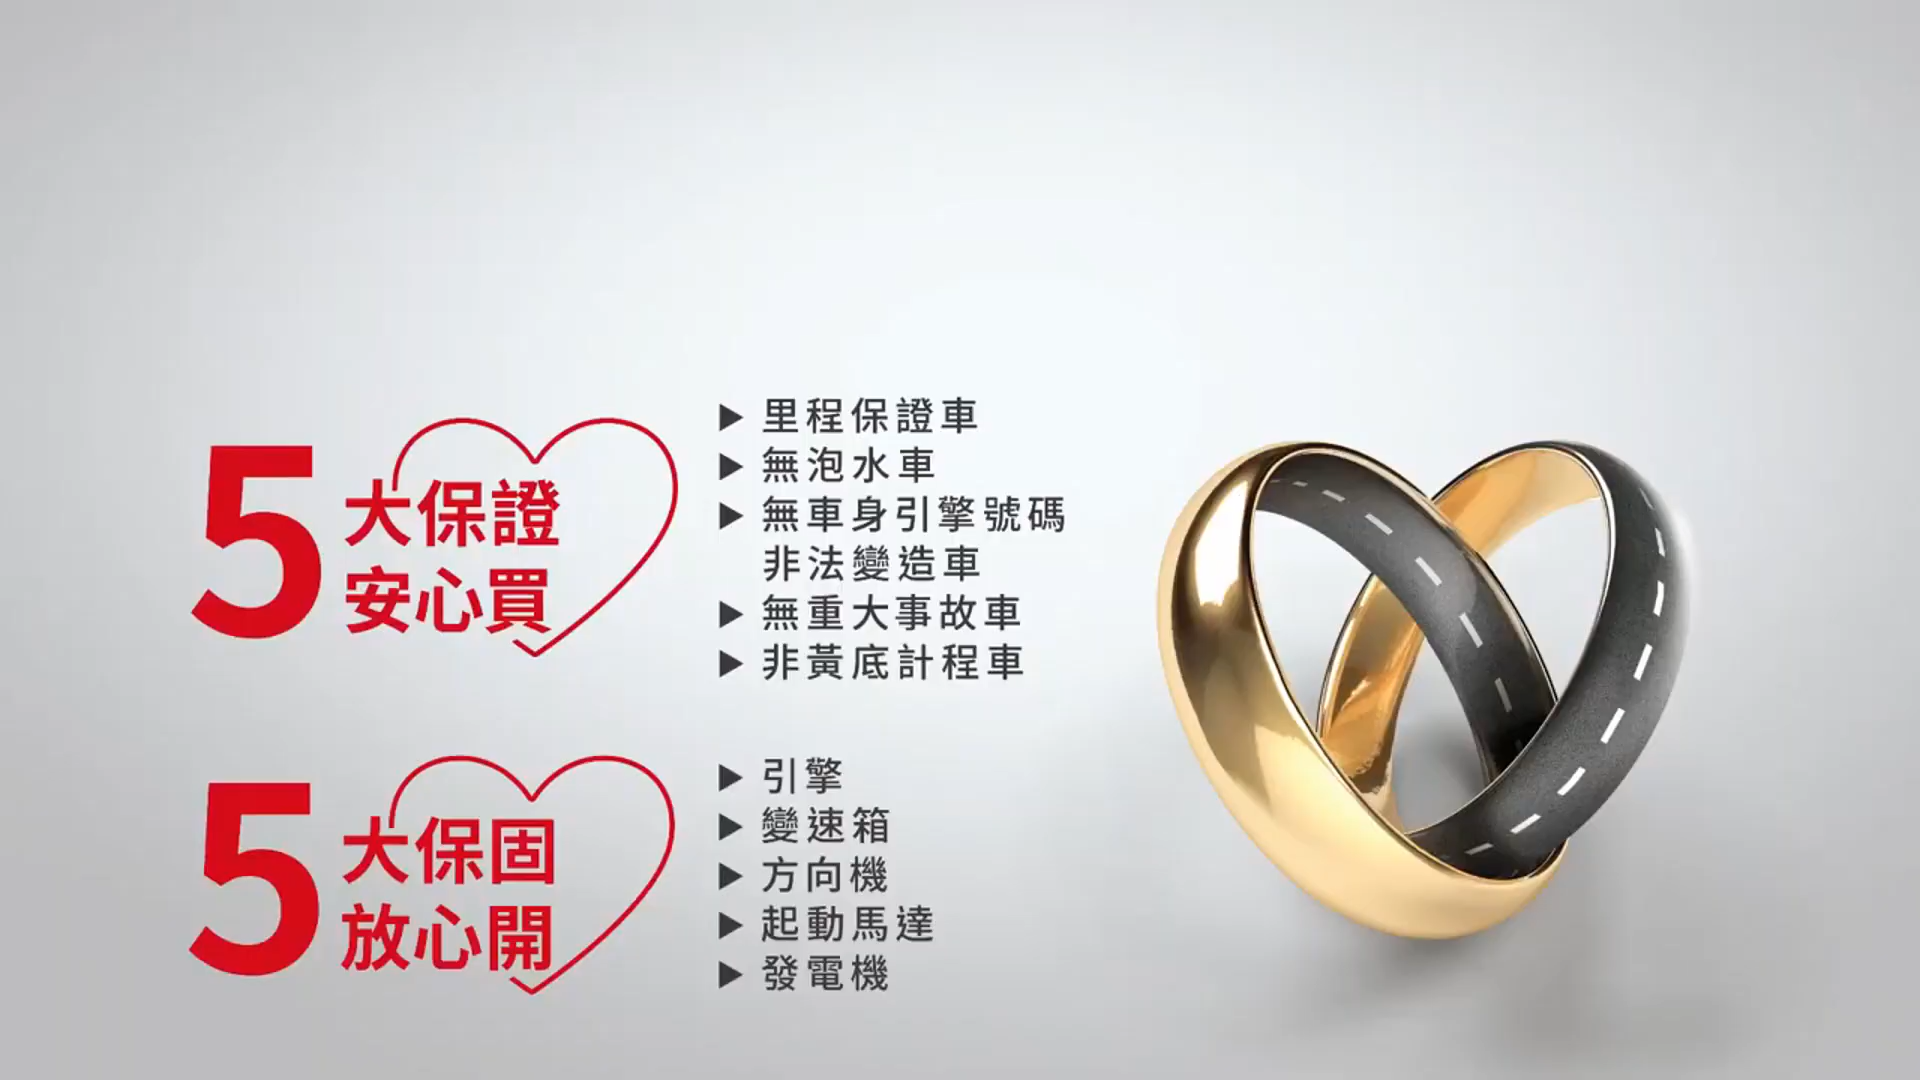 5大保證
安心買
▶ 里程保證車
▶ 無泡水車
▶ 無車身引擎號碼
非法變造車
▶ 無重大事故車
▶ 非黃底計程車
5大保固
放心開
▶ 引擎
▶ 變速箱
▶ 方向機
▶ 起動馬達
▶ 發電機